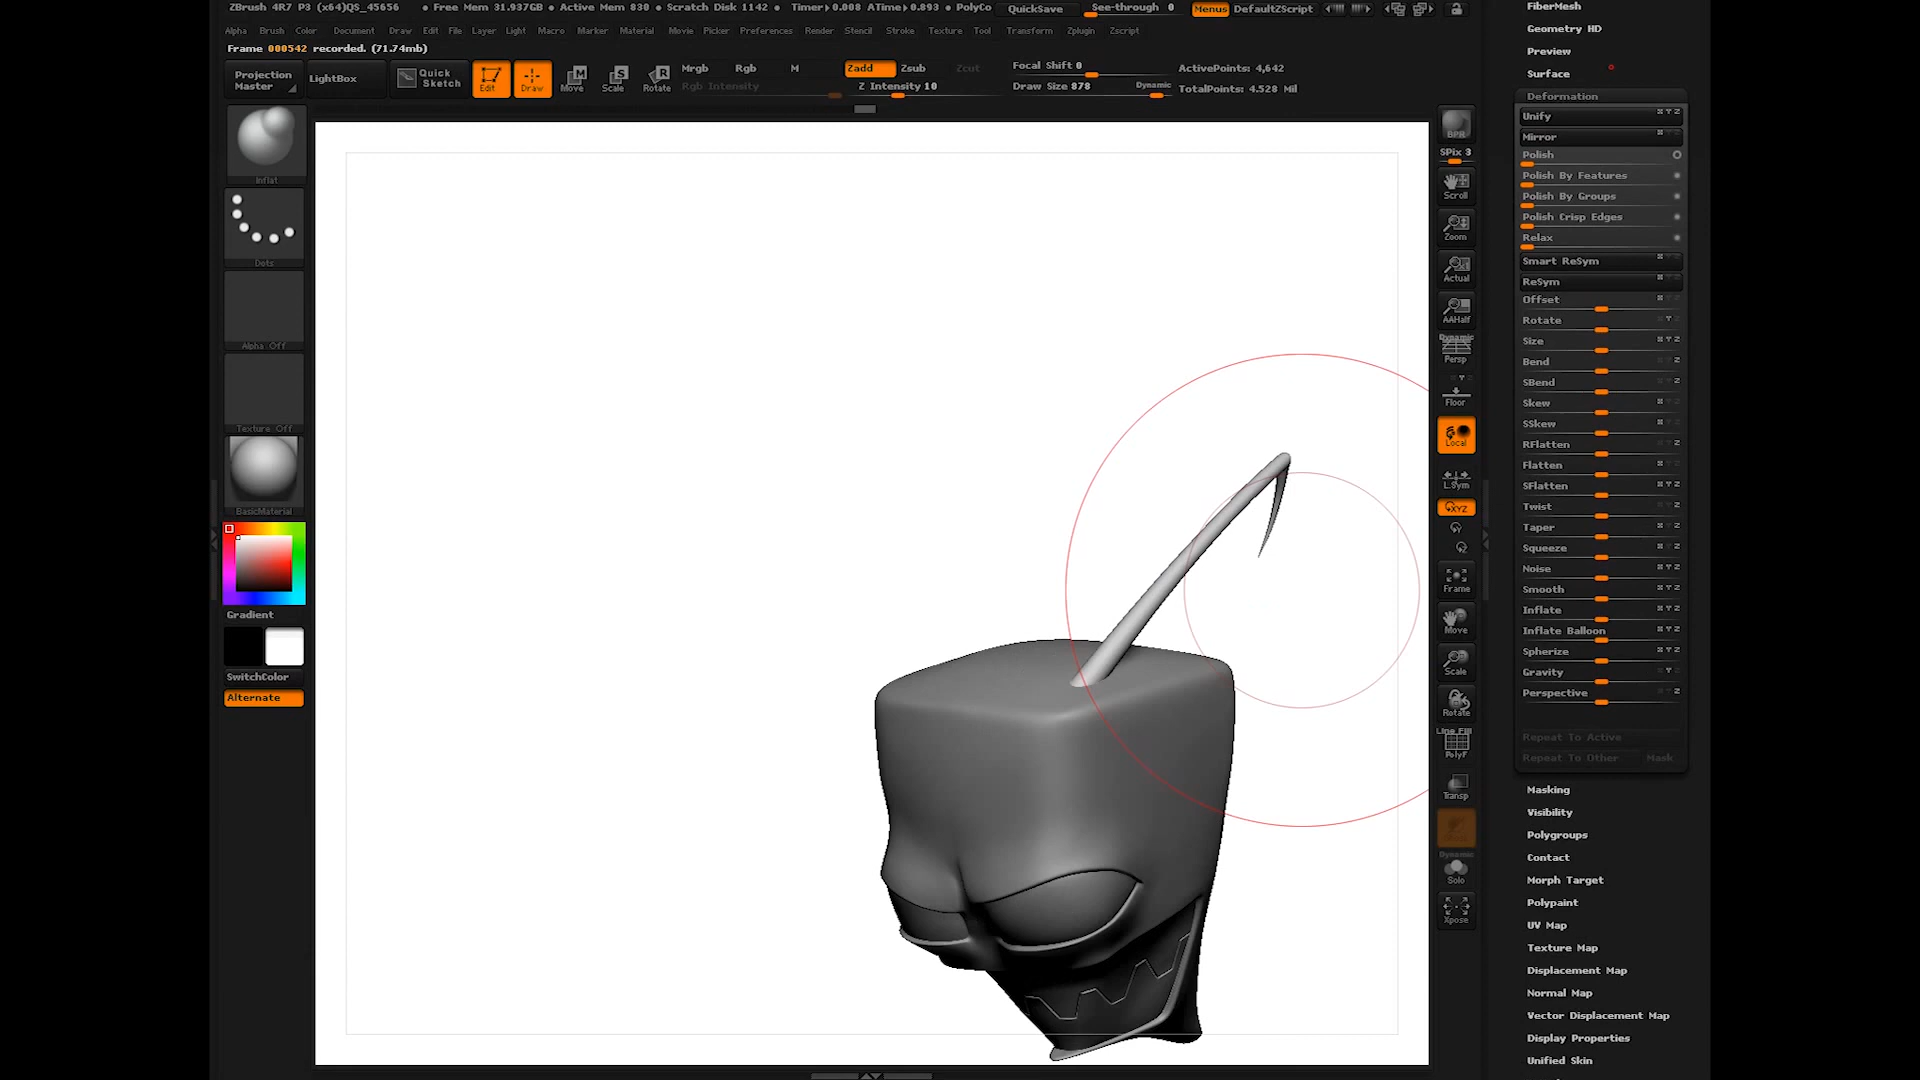 ZBrush 4R7 P3 (x64)QS_45656 • Free Mem 31.937GB • Active Mem 830 • Scratch Disk 1142 • Timer▸0.008 ATime▸0.893 • PolyCo QuickSave See-through 0 Menus DefaultZScript
Alpha Brush Color Document Draw Edit File Layer Light Macro Marker Material Movie Picker Preferences Render Stencil Stroke Texture Tool Transform Zplugin Zscript
Frame 000542 recorded. (71.74mb)
Projection Master
LightBox
Quick Sketch
Edit
Draw
Move
Scale
Rotate
Mrgb Rgb M
Rgb Intensity
Zadd Zsub Zcut
Z Intensity 10
Focal Shift 0
Draw Size 878
Dynamic
ActivePoints: 4,642
TotalPoints: 4.528 Mil
Inflat
Dots
Alpha Off
Texture Off
BasicMaterial
Gradient
SwitchColor
Alternate
BPR
SPix 3
Scroll
Zoom
Actual
AAHalf
Dynamic
Persp
Floor
Local
L.Sym
XYZ
Frame
Move
Scale
Rotate
Line Fill
PolyF
Transp
Dynamic
Solo
Xpose
FiberMesh
Geometry HD
Preview
Surface
Deformation
Unify
Mirror
Polish
Polish By Features
Polish By Groups
Polish Crisp Edges
Relax
Smart ReSym
ReSym
Offset
Rotate
Size
Bend
SBend
Skew
SSkew
RFlatten
Flatten
SFlatten
Twist
Taper
Squeeze
Noise
Smooth
Inflate
Inflate Balloon
Spherize
Gravity
Perspective
Repeat To Active
Repeat To Other Mask
Masking
Visibility
Polygroups
Contact
Morph Target
Polypaint
UV Map
Texture Map
Displacement Map
Normal Map
Vector Displacement Map
Display Properties
Unified Skin